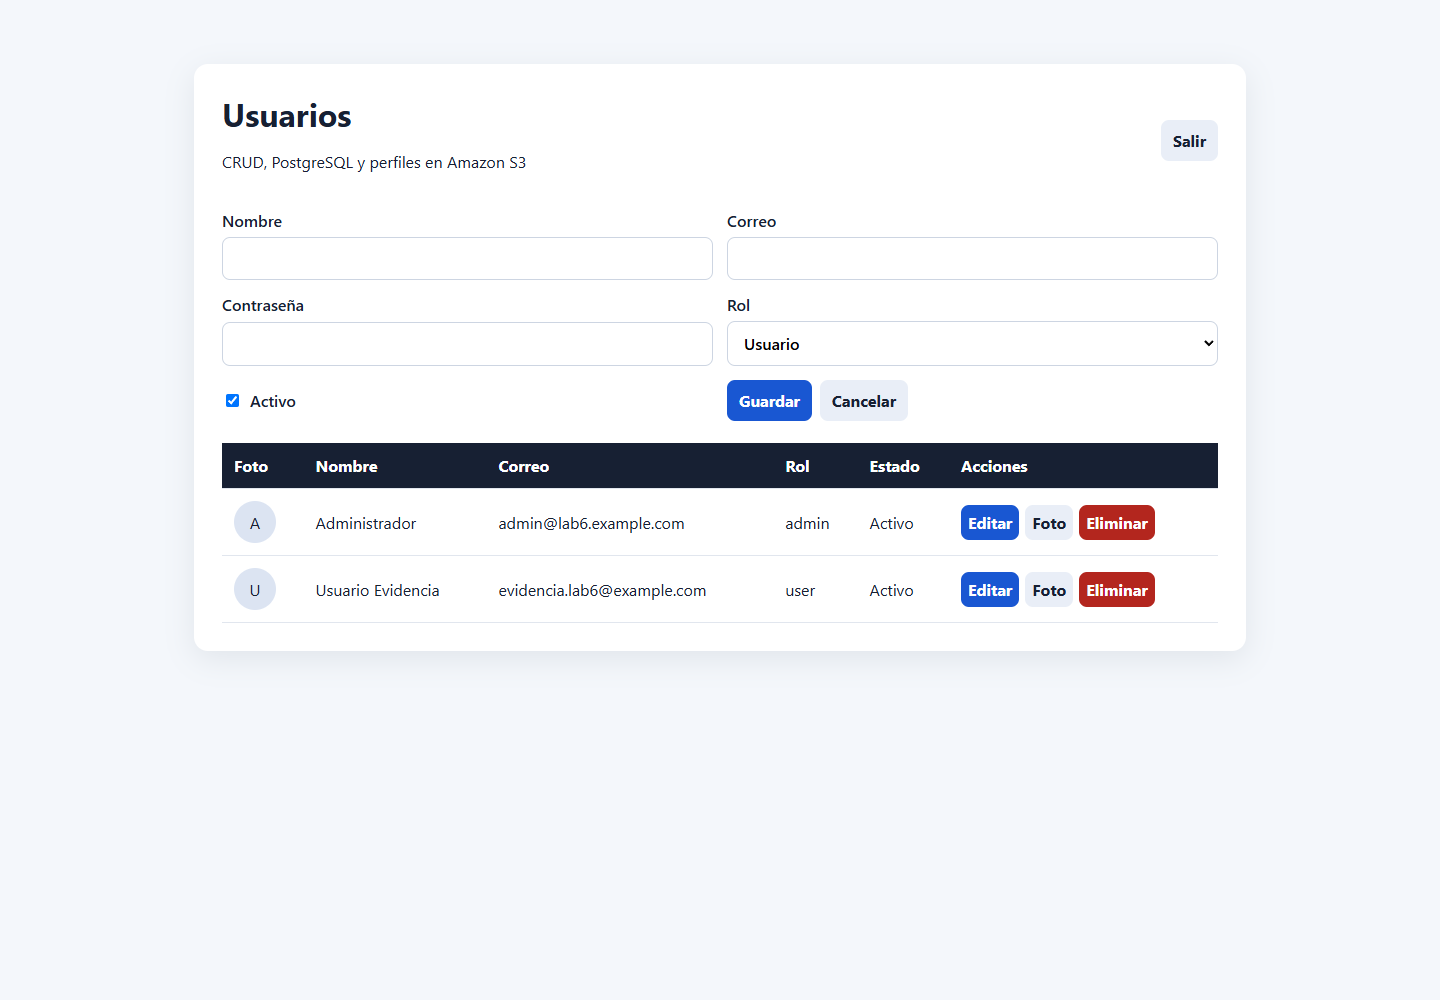 Usuarios
CRUD, PostgreSQL y perfiles en Amazon S3
Salir
Nombre
Correo
Contraseña
Rol
Usuario
Activo
Guardar Cancelar
Foto Nombre Correo Rol Estado Acciones
A Administrador admin@lab6.example.com admin Activo Editar Foto Eliminar
U Usuario Evidencia evidencia.lab6@example.com user Activo Editar Foto Eliminar